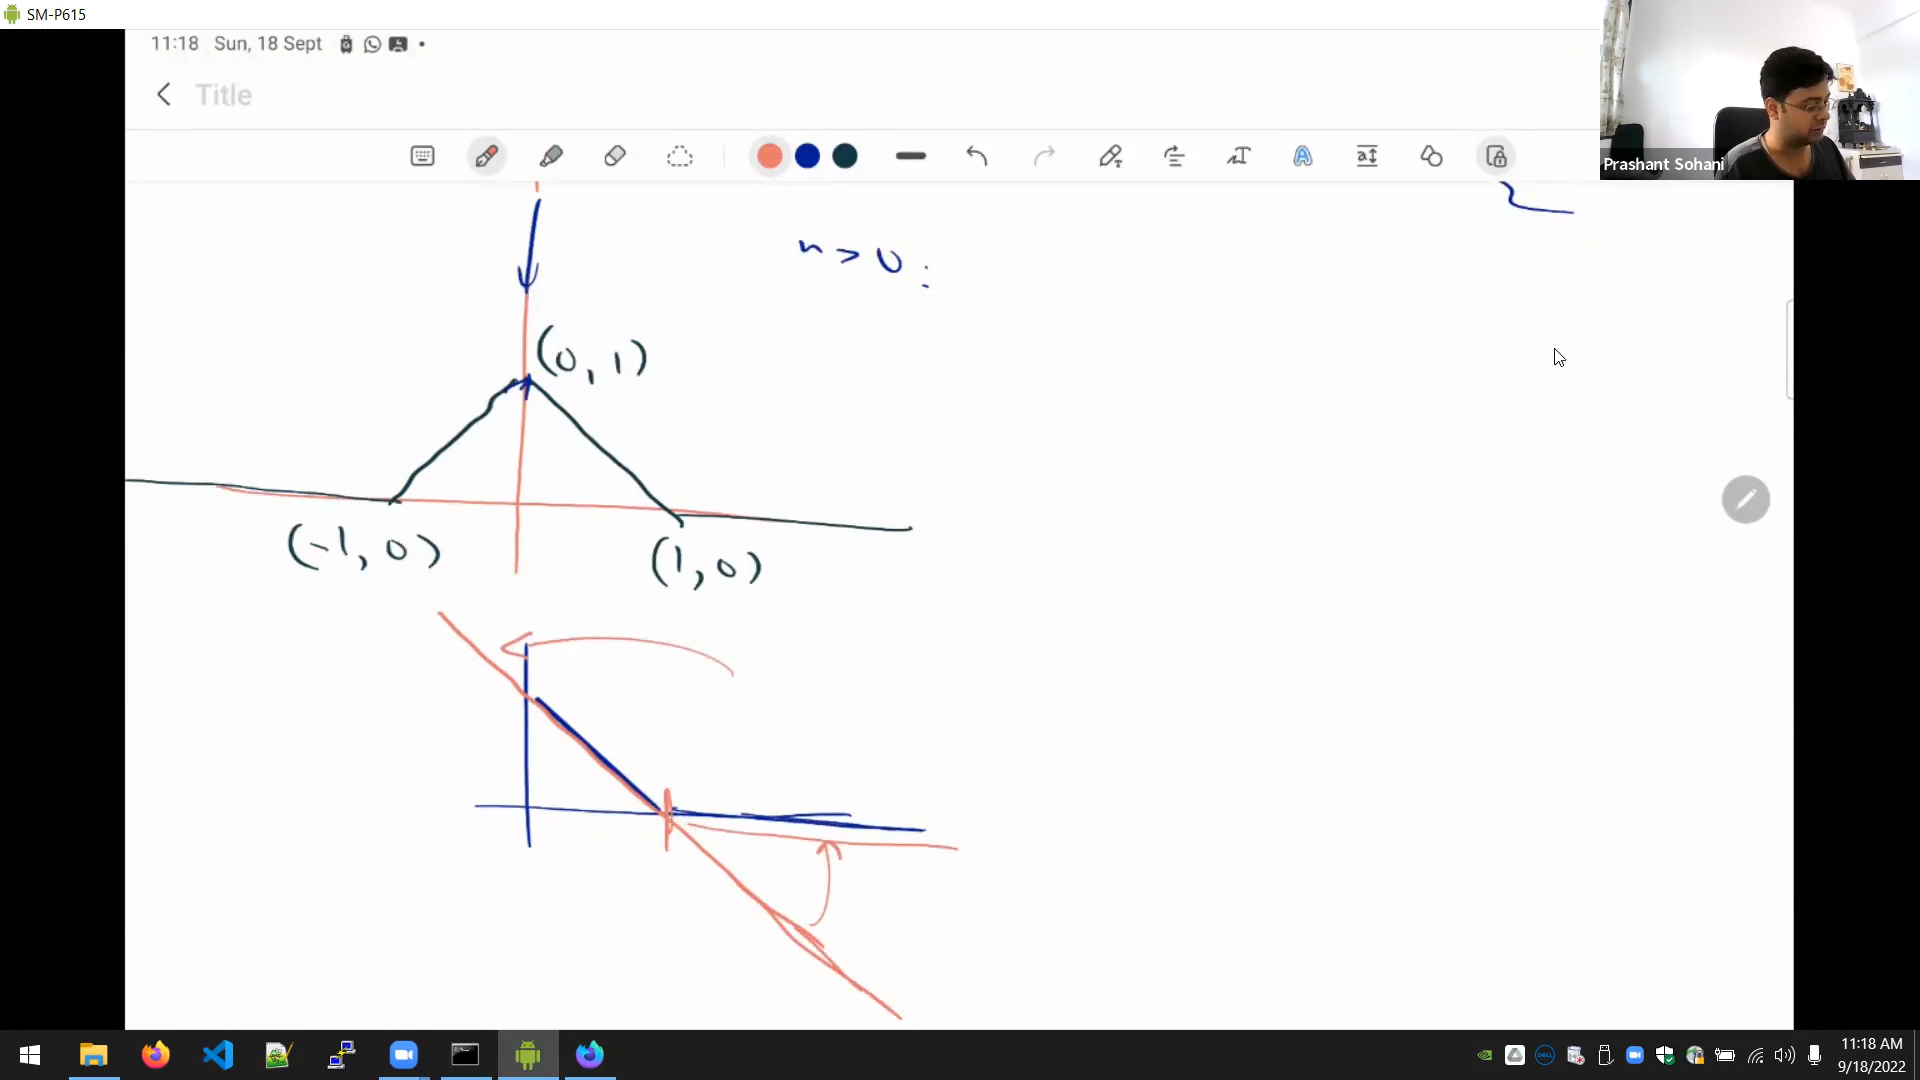 SM-P615
11:18 Sun, 18 Sept
Title
Prashant Sohani
n > 0 :
(0, 1)
(-1, 0)
(1, 0)
11:18 AM
9/18/2022